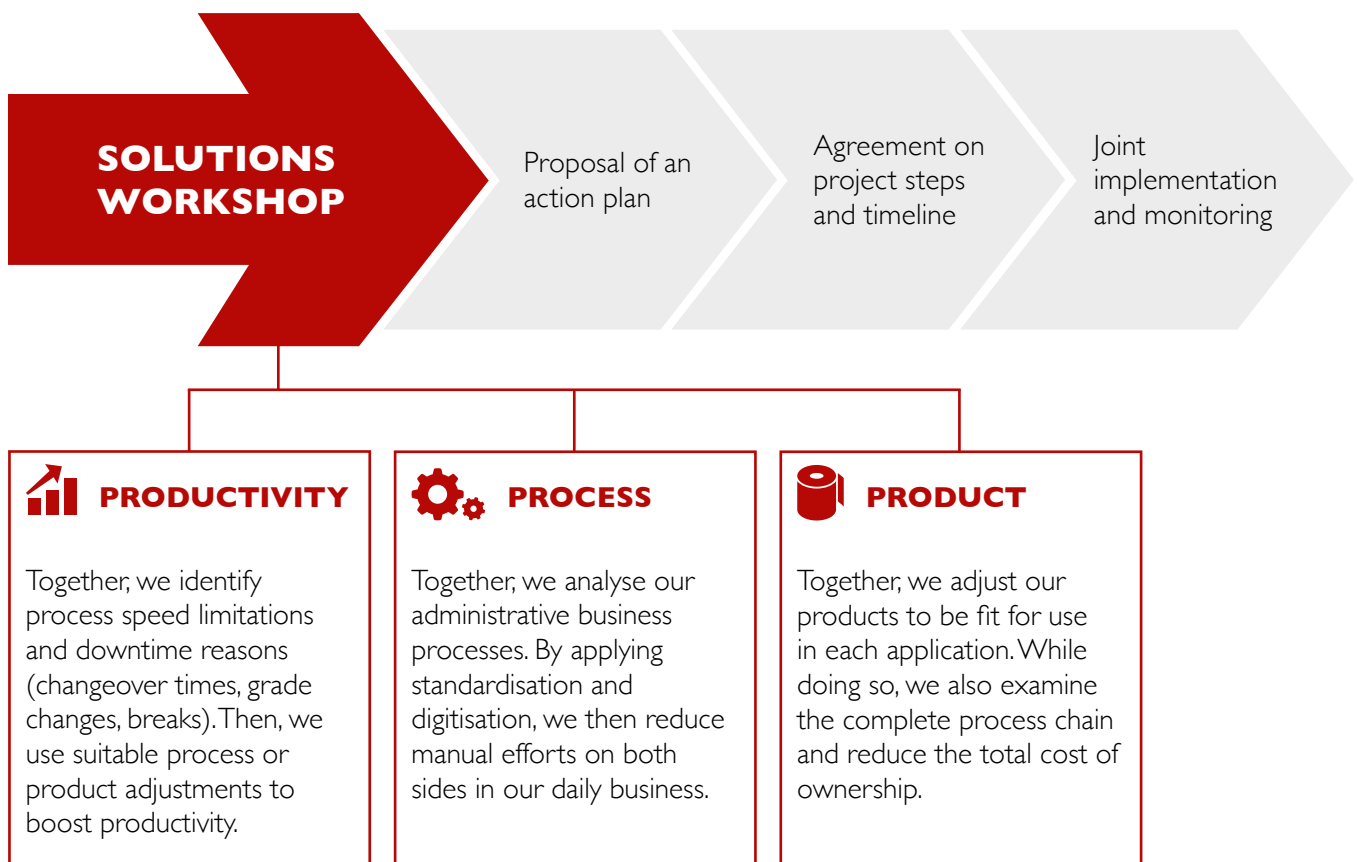 SOLUTIONS
WORKSHOP
Proposal of an
action plan
Agreement on
project steps
and timeline
Joint
implementation
and monitoring
PRODUCTIVITY
Together, we identify
process speed limitations
and downtime reasons
(changeover times, grade
changes, breaks). Then, we
use suitable process or
product adjustments to
boost productivity.
PROCESS
Together, we analyse our
administrative business
processes. By applying
standardisation and
digitisation, we then reduce
manual efforts on both
sides in our daily business.
PRODUCT
Together, we adjust our
products to be fit for use
in each application. While
doing so, we also examine
the complete process chain
and reduce the total cost of
ownership.